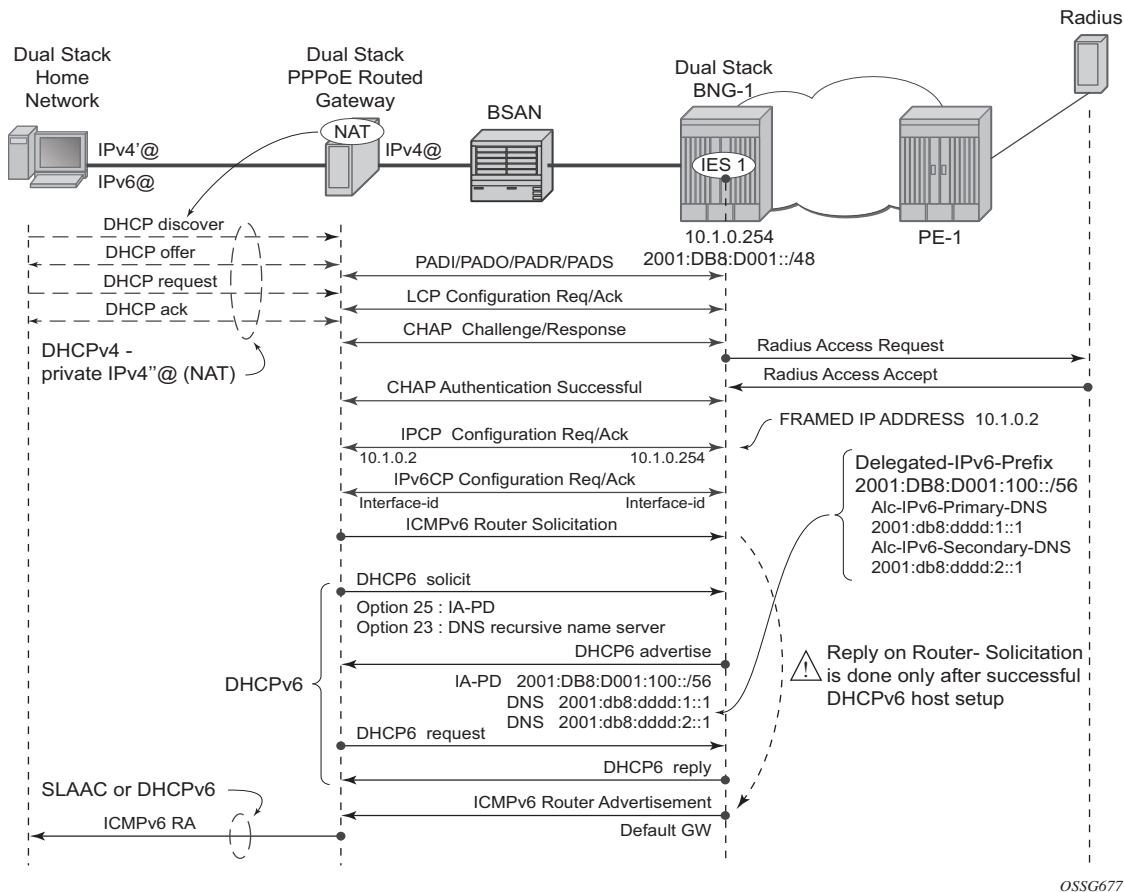 Radius
Dual Stack
Home
Network
Dual Stack
PPPoE Routed
Gateway
BSAN
Dual Stack
BNG-1
NAT
IPv4'@
IPv6@
IPv4@
IES 1
10.1.0.254
2001:DB8:D001::/48
PE-1
DHCP discover
DHCP offer
DHCP request
DHCP ack
DHCPv4 -
private IPv4"@ (NAT)
PADI/PADO/PADR/PADS
LCP Configuration Req/Ack
CHAP Challenge/Response
Radius Access Request
Radius Access Accept
CHAP Authentication Successful
FRAMED IP ADDRESS 10.1.0.2
IPCP Configuration Req/Ack
10.1.0.2
10.1.0.254
IPv6CP Configuration Req/Ack
Interface-id
Interface-id
Delegated-IPv6-Prefix
2001:DB8:D001:100::/56
Alc-IPv6-Primary-DNS
2001:db8:dddd:1::1
Alc-IPv6-Secondary-DNS
2001:db8:dddd:2::1
ICMPv6 Router Solicitation
DHCPv6
DHCP6 solicit
Option 25 : IA-PD
Option 23 : DNS recursive name server
DHCP6 advertise
IA-PD 2001:DB8:D001:100::/56
DNS 2001:db8:dddd:1::1
DNS 2001:db8:dddd:2::1
DHCP6 request
DHCP6 reply
! Reply on Router- Solicitation
is done only after successful
DHCPv6 host setup
SLAAC or DHCPv6
ICMPv6 Router Advertisement
Default GW
ICMPv6 RA
OSSG677